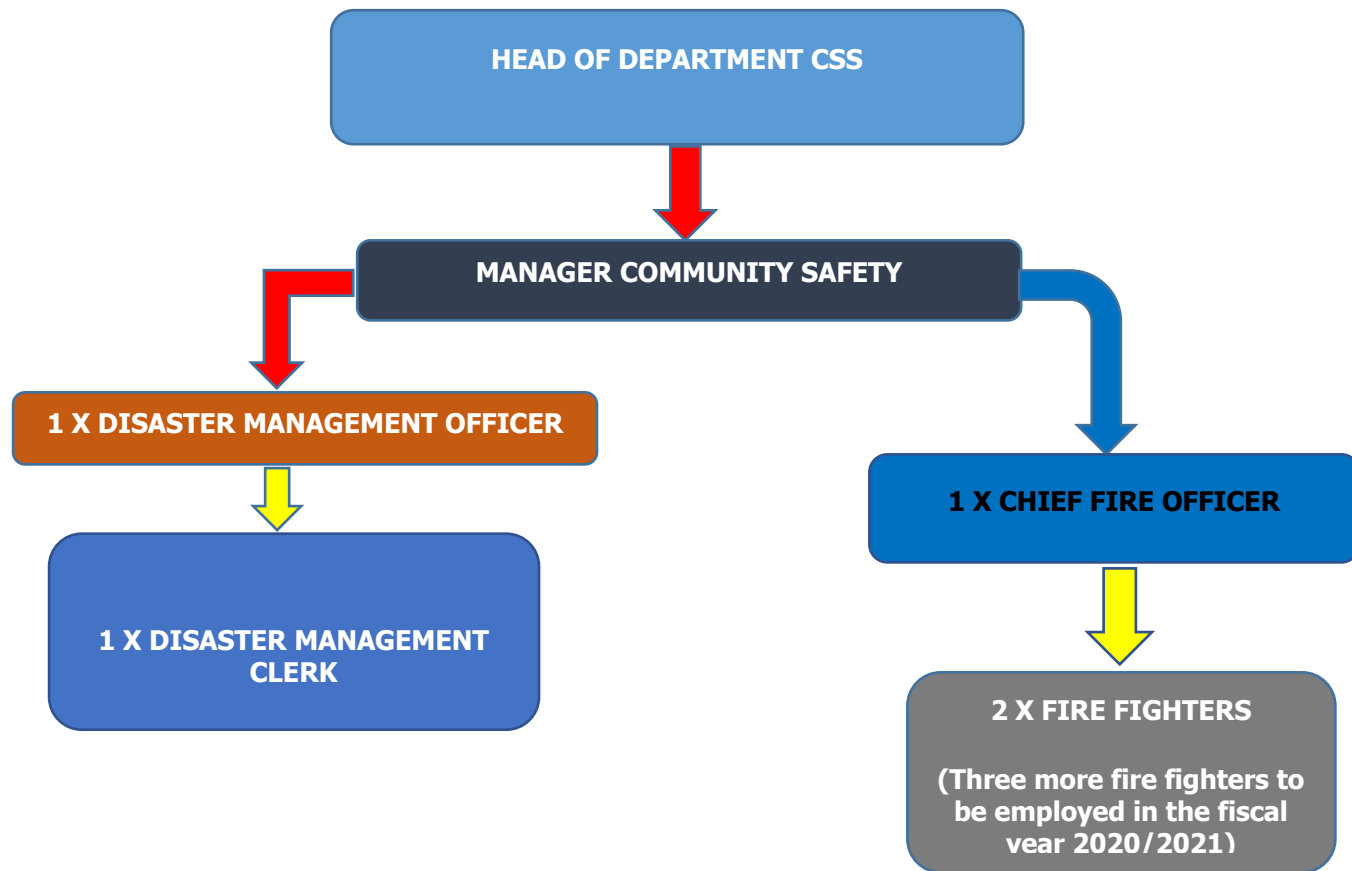 HEAD OF DEPARTMENT CSS
MANAGER COMMUNITY SAFETY
1 X DISASTER MANAGEMENT OFFICER
1 X DISASTER MANAGEMENT
CLERK
1 X CHIEF FIRE OFFICER
2 X FIRE FIGHTERS
(Three more fire fighters to
be employed in the fiscal
year 2020/2021)